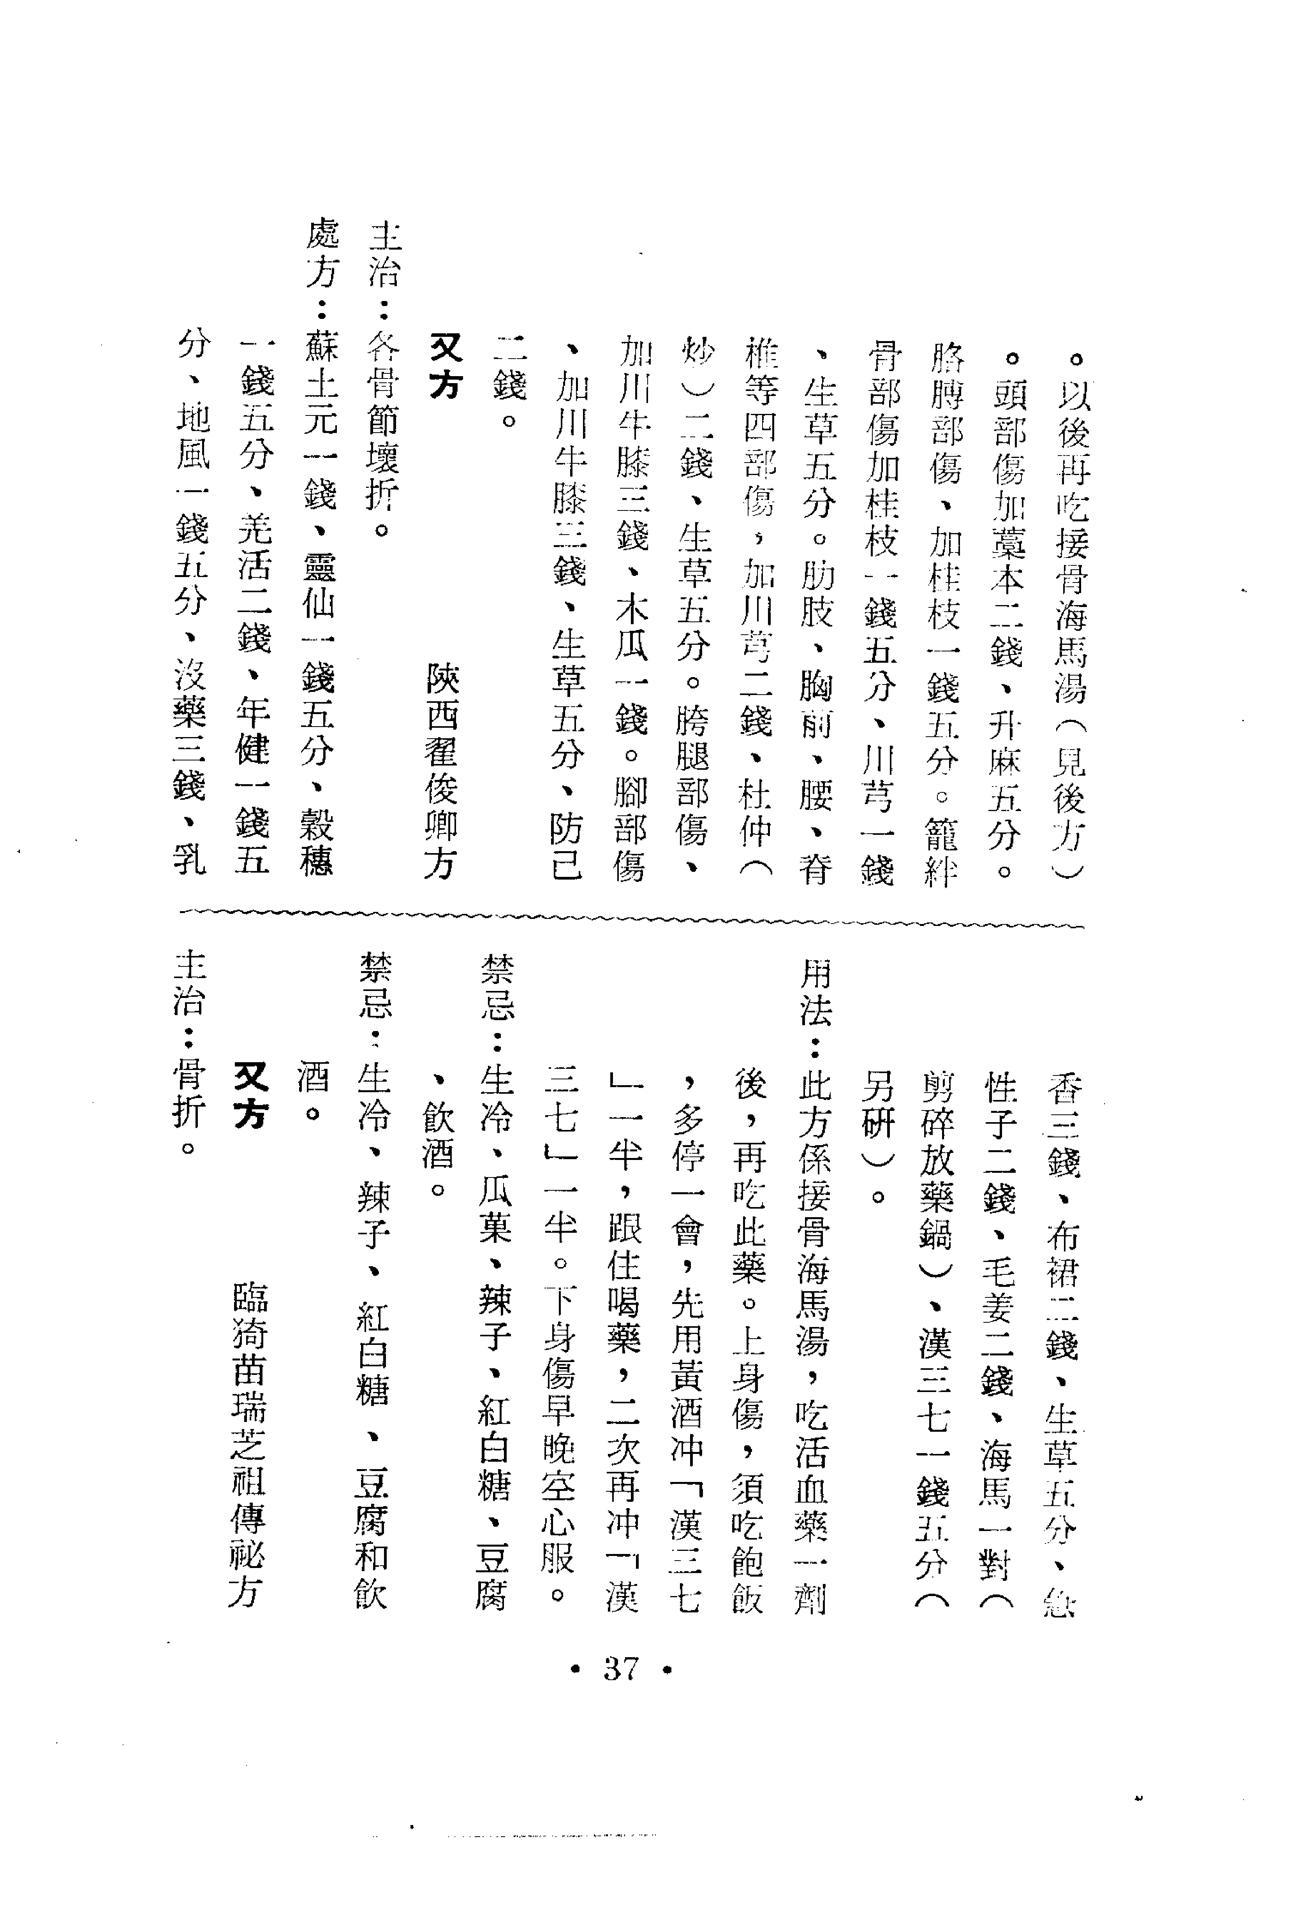 。以後再吃接骨海馬湯（見後方）
。頭部傷加藁本二錢、升麻五分。
胳膊部傷、加桂枝一錢五分。籠絆
骨部傷加桂枝一錢五分、川芎一錢
、生草五分。肋肢、胸前、腰、脊
椎等四部傷，加川芎二錢、杜仲（
炒）二錢、生草五分。胯腿部傷、
加川牛膝三錢、木瓜一錢。腳部傷
、加川牛膝三錢、生草五分、防己
二錢。
又方　陝西翟俊卿方
主治：各骨節壞折。
處方：蘇土元一錢、靈仙一錢五分、穀穗
一錢五分、羌活二錢、年健一錢五
分、地風一錢五分、沒藥三錢、乳
香三錢、布裙二錢、生草五分、急
性子二錢、毛姜二錢、海馬一對（
剪碎放藥鍋）、漢三七一錢五分（
另研）。
用法：此方係接骨海馬湯，吃活血藥一劑
後，再吃此藥。上身傷，須吃飽飯
，多停一會，先用黃酒冲「漢三七
」一半，跟住喝藥，二次再冲「漢
三七」一半。下身傷早晚空心服。
禁忌：生冷、瓜菓、辣子、紅白糖、豆腐
、飲酒。
禁忌：生冷、辣子、紅白糖、豆腐和飲
酒。
又方　臨猗苗瑞芝祖傳祕方
主治：骨折。
• 37 •